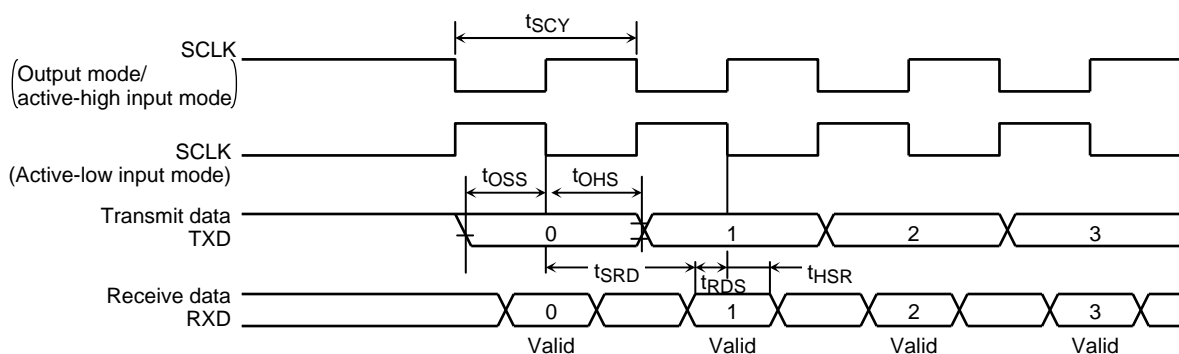 tSCY
SCLK
(Output mode/
active-high input mode)
SCLK
(Active-low input mode)
tOSS
tOHS
Transmit data
TXD
0
1
2
3
tSRD
tRDS
tHSR
Receive data
RXD
0
1
2
3
Valid
Valid
Valid
Valid